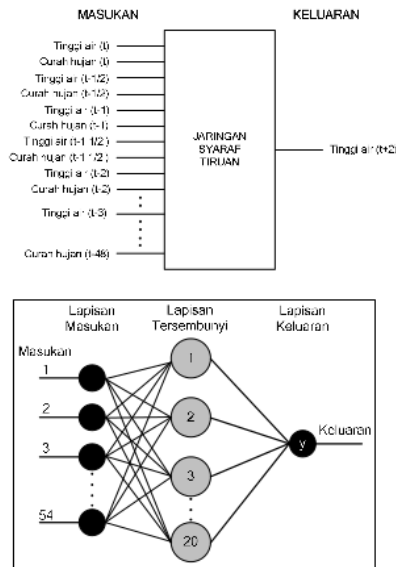 MASUKAN
KELUARAN
Tinggi air (t)
Curah hujan (t)
Tinggi air (t-1/2)
Curah hujan (t-1/2)
Tinggi air (t-1)
Curah hujan (t-1)
Tinggi air (t-1 1/2)
Curah hujan (t-1 1/2)
Tinggi air (t-2)
Curah hujan (t-2)
Tinggi air (t-3)
Curah hujan (t-48)
JARINGAN
SYARAF
TIRUAN
Tinggi air (t+2)
Lapisan
Masukan
Lapisan
Tersembunyi
Lapisan
Keluaran
Masukan
1
2
3
54
1
2
3
20
y
Keluaran